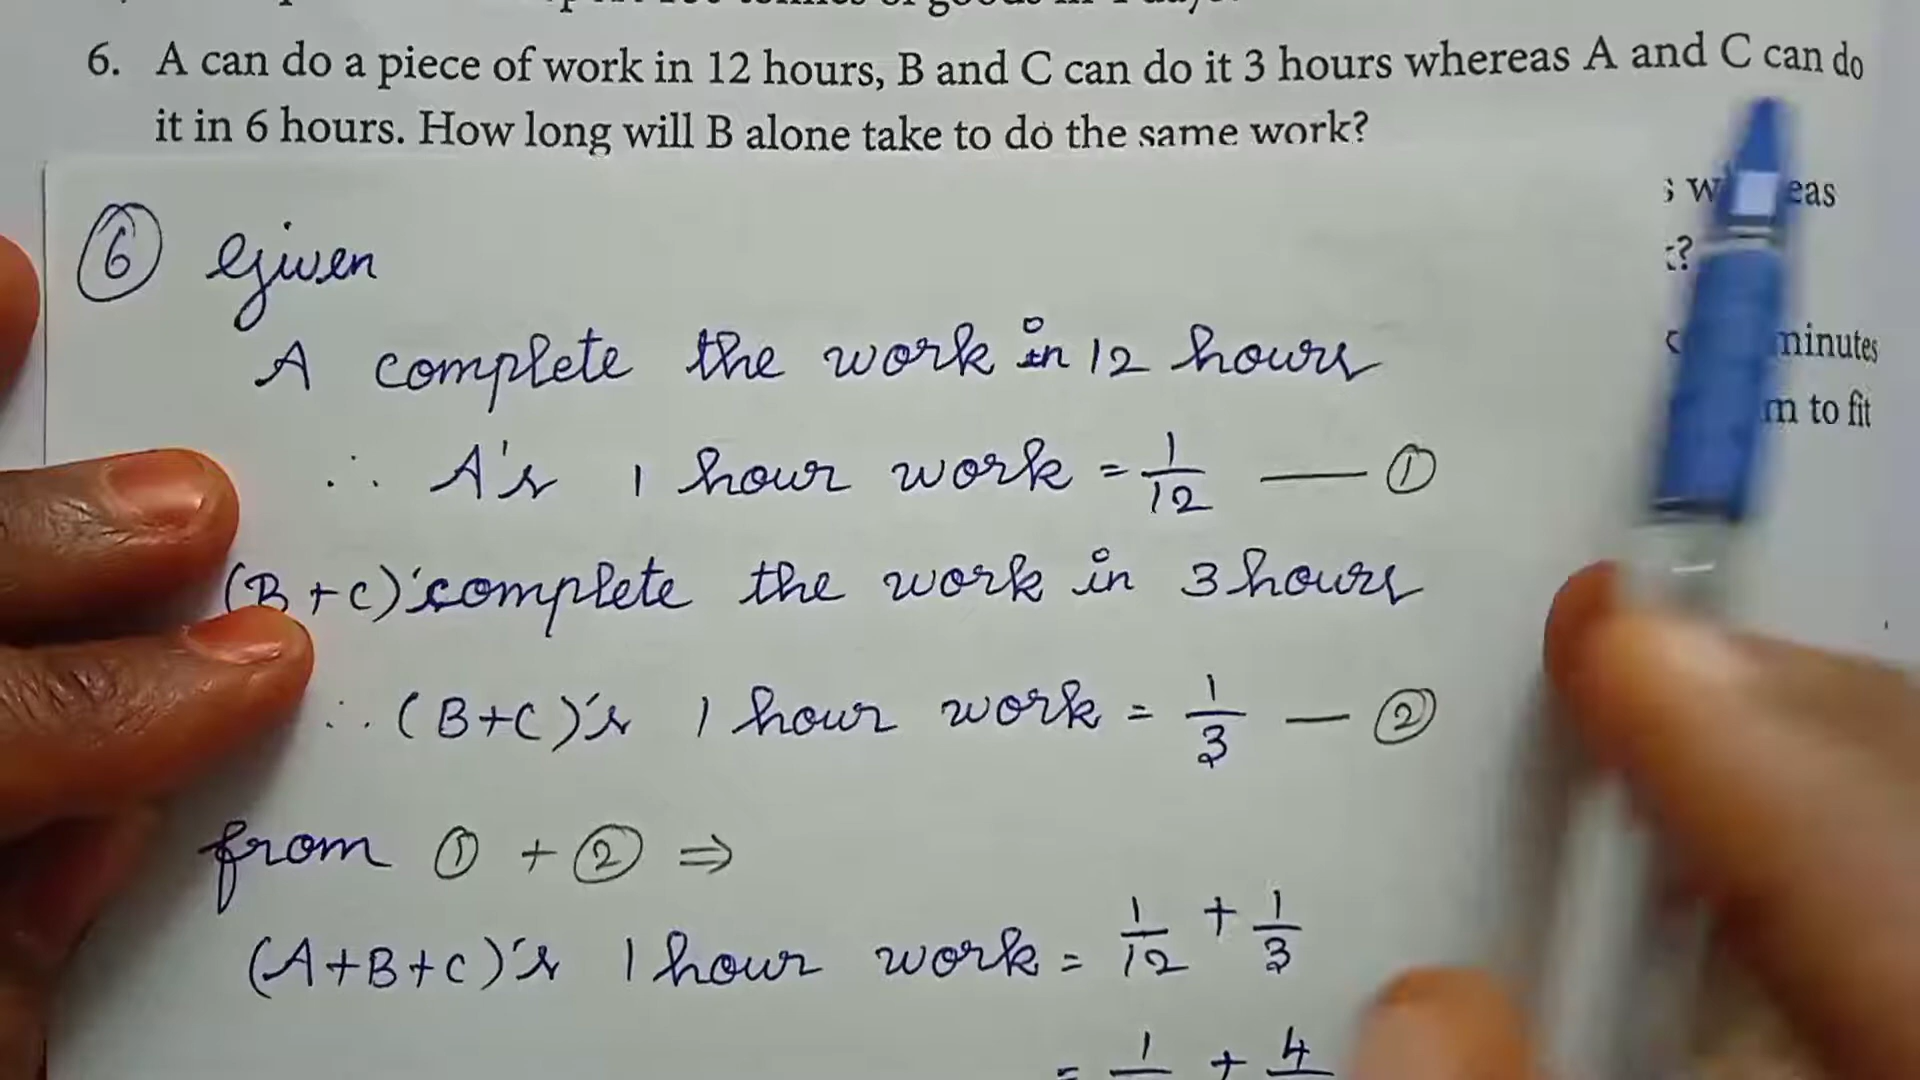 6. A can do a piece of work in 12 hours, B and C can do it 3 hours whereas A and C can do
it in 6 hours. How long will B alone take to do the same work?
eas
t?
minutes
m to fit
6 Given
A complete the work in 12 hours
∴ A's 1 hour work = 1/12 — 1
(B+C)'complete the work in 3 hours
∴ (B+C)'s 1 hour work = 1/3 — 2
from 1 + 2 ⇒
(A+B+C)'s 1 hour work = 1/12 + 1/3
= 1 + 4